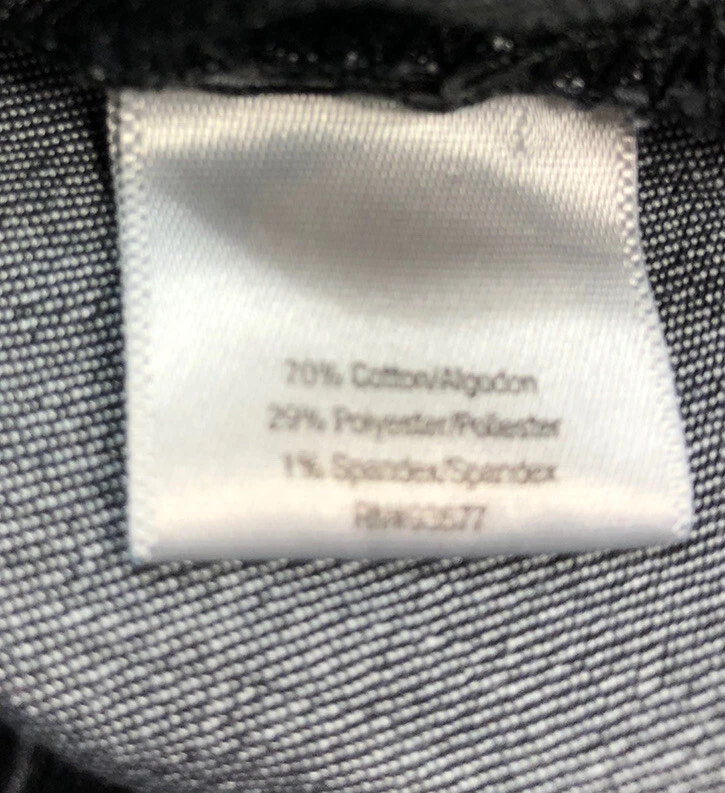 70% Cotton/Algodon
29% Polyester/Poliester
1% Spandex/Spandex